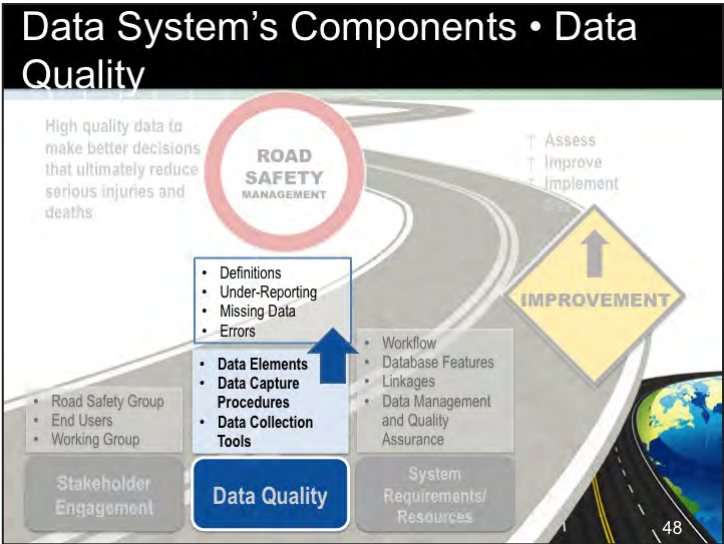 Data System’s Components • Data
Quality
High quality data to
make better decisions
that ultimately reduce
serious injuries and
deaths
ROAD
SAFETY
MANAGEMENT
↑ Assess
↑ Improve
↑ Implement
IMPROVEMENT
• Definitions
• Under-Reporting
• Missing Data
• Errors
• Data Elements
• Data Capture
Procedures
• Data Collection
Tools
• Road Safety Group
• End Users
• Working Group
• Workflow
• Database Features
• Linkages
• Data Management
and Quality
Assurance
Stakeholder
Engagement
Data Quality
System
Requirements/
Resources
48